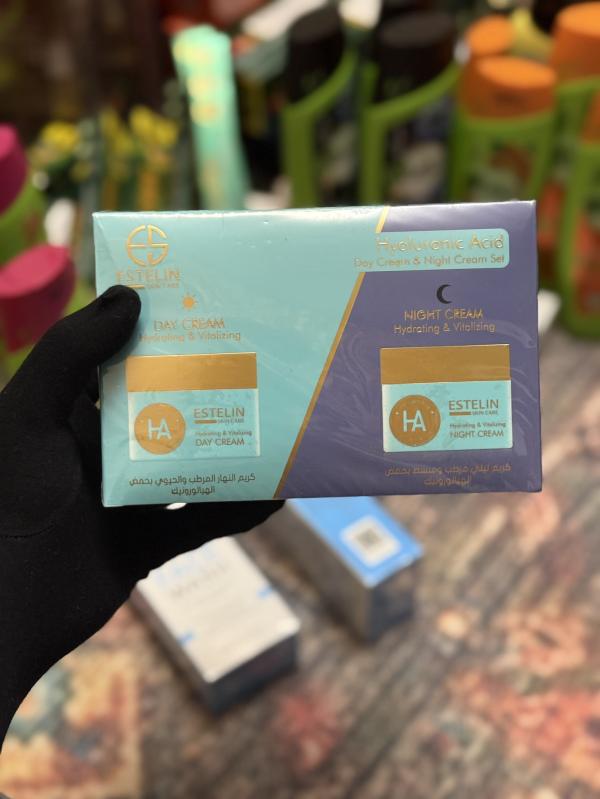 ESTELIN
SKIN CARE
Hyaluronic Acid
Day Cream & Night Cream Set
DAY CREAM
Hydrating & Vitalizing
NIGHT CREAM
Hydrating & Vitalizing
HA
ESTELIN
SKIN CARE
Hydrating & Vitalizing
DAY CREAM
HA
ESTELIN
SKIN CARE
Hydrating & Vitalizing
NIGHT CREAM
كريم النهار المرطب والحيوي بحمض
الهيالورونيك
كريم ليلي مرطب ومنشط بحمض
الهيالورونيك